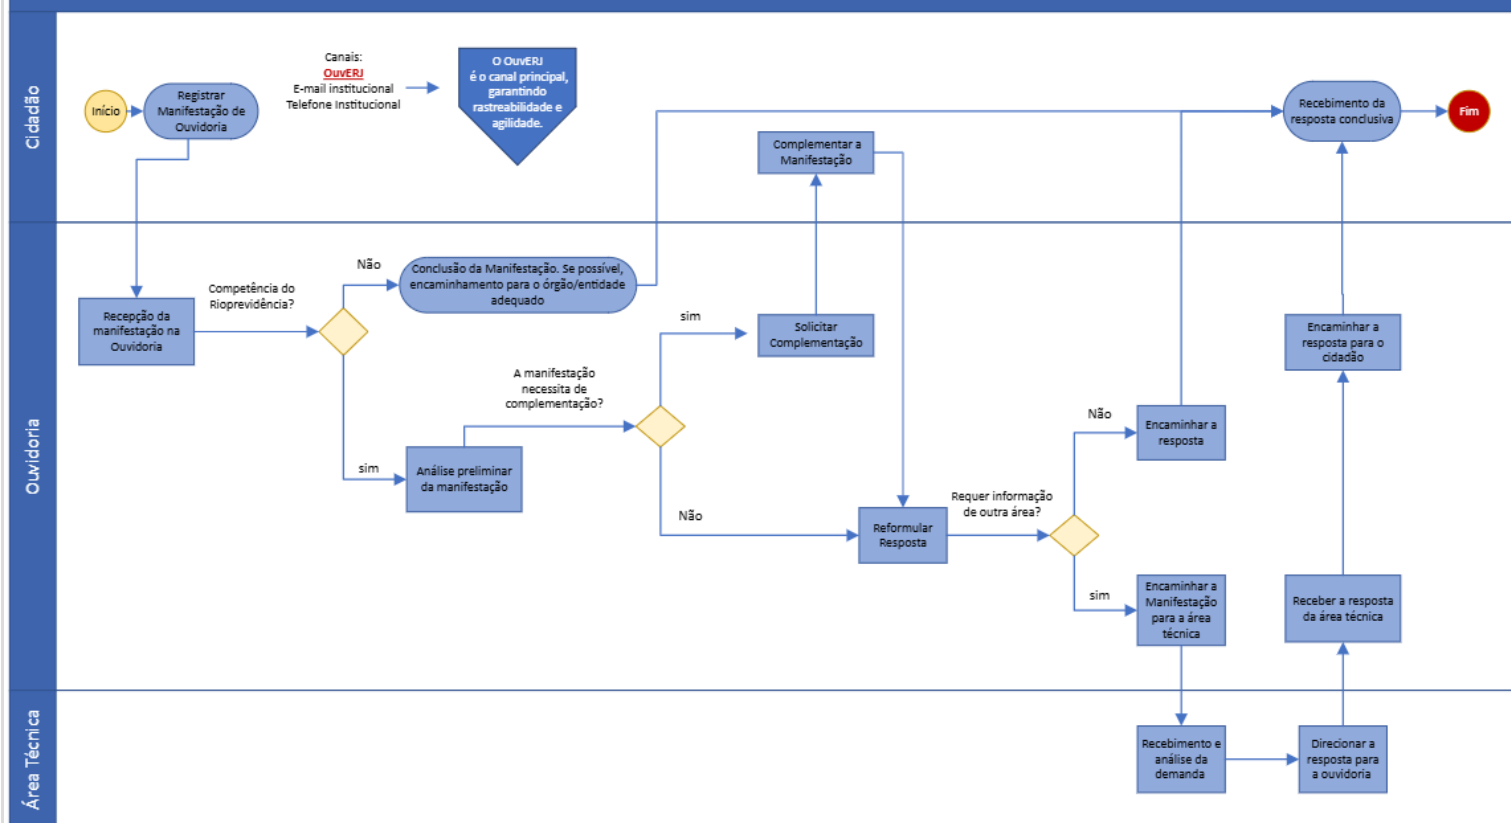 Cidadão
Início
Registrar
Manifestação de
Ouvidoria
Canais:
OuvERJ
E-mail institucional
Telefone Institucional
O OuvERJ
é o canal principal,
garantindo
rastreabilidade e
agilidade.
Complementar a
Manifestação
Recebimento da
resposta conclusiva
Fim
Ouvidoria
Recepção da
manifestação na
Ouvidoria
Competência do
Rioprevidência?
Não
Conclusão da Manifestação. Se possível,
encaminhamento para o órgão/entidade
adequado
sim
Análise preliminar
da manifestação
A manifestação
necessita de
complementação?
sim
Solicitar
Complementação
Não
Reformular
Resposta
Requer informação
de outra área?
Não
Encaminhar a
resposta
sim
Encaminhar a
Manifestação
para a área
técnica
Encaminhar a
resposta para o
cidadão
Receber a resposta
da área técnica
Área Técnica
Recebimento e
análise da
demanda
Direcionar a
resposta para
a ouvidoria